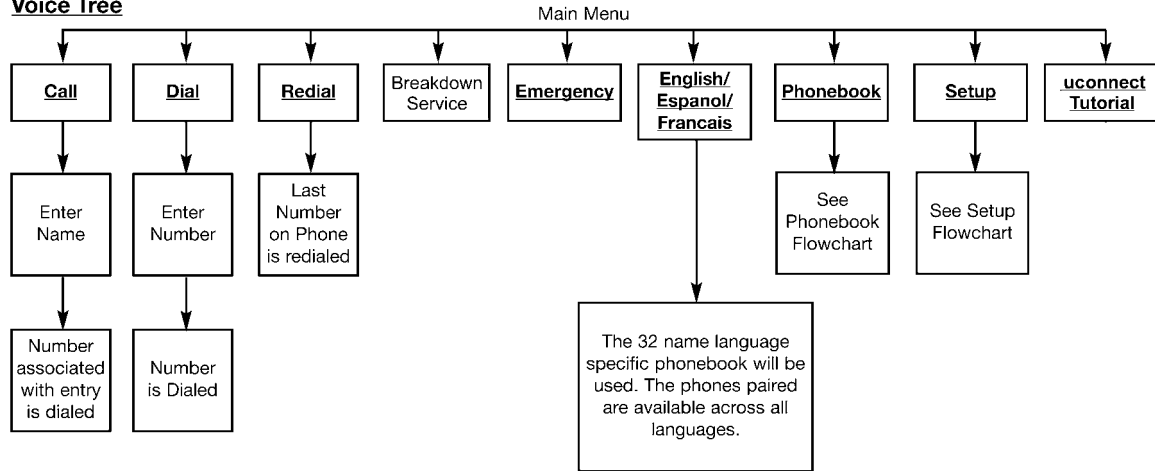 Voice Tree
Main Menu
Call
Dial
Redial
Breakdown
Service
Emergency
English/
Espanol/
Francais
Phonebook
Setup
uconnect
Tutorial
Enter
Name
Enter
Number
Last
Number
on Phone
is redialed
See
Phonebook
Flowchart
See Setup
Flowchart
Number
associated
with entry
is dialed
Number
is Dialed
The 32 name language
specific phonebook will be
used. The phones paired
are available across all
languages.